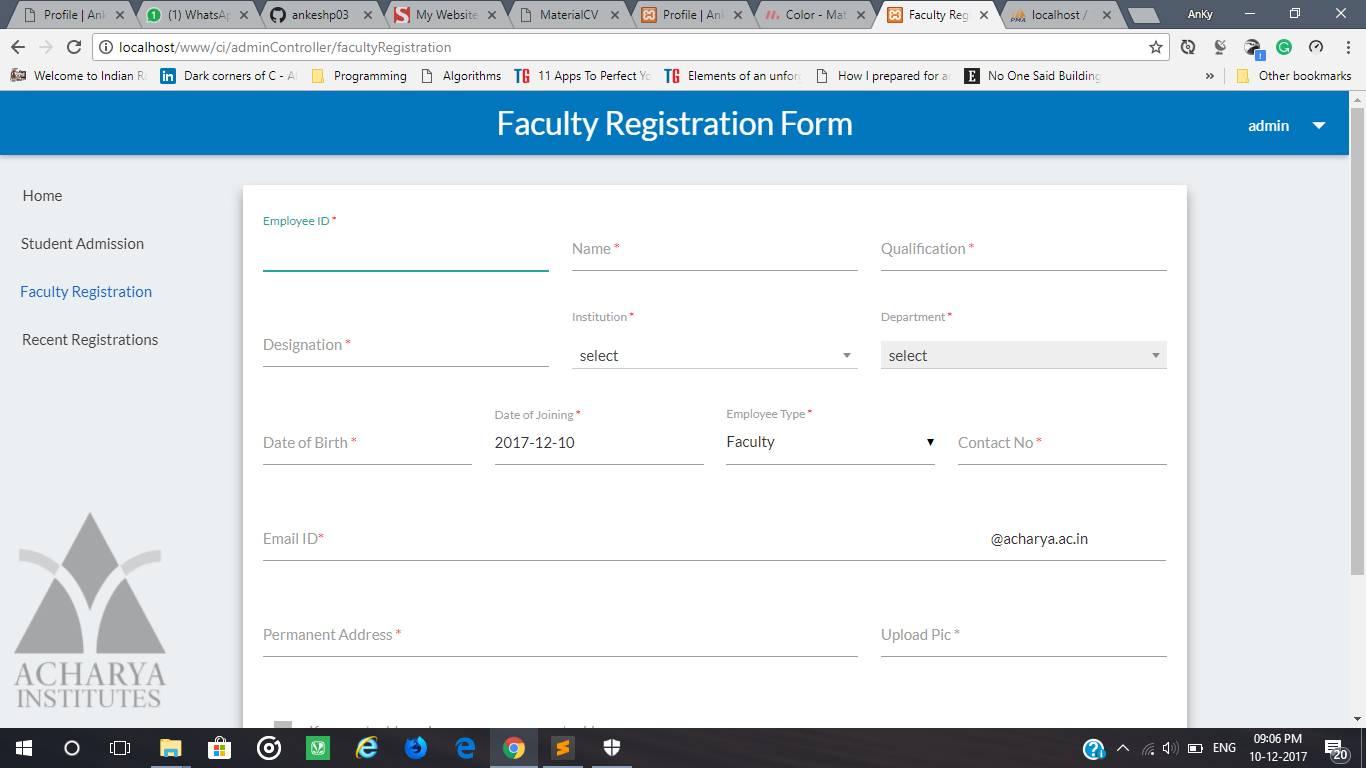 Profile | Ank
(1) WhatsAp
ankeshp03
My Website
MaterialCV
Profile | Ank
Color - Mat
Faculty Regi
localhost /
AnKy
localhost/www/ci/adminController/facultyRegistration
Welcome to Indian Ra
Dark corners of C - A
Programming
Algorithms
TG 11 Apps To Perfect Yo
TG Elements of an unforg
How I prepared for a
E No One Said Building
» Other bookmarks
Faculty Registration Form
admin
Home
Student Admission
Faculty Registration
Recent Registrations
ACHARYA
INSTITUTES
Employee ID *
Name *
Qualification *
Designation *
Institution *
select
Department *
select
Date of Birth *
Date of Joining *
2017-12-10
Employee Type *
Faculty
Contact No *
Email ID*
@acharya.ac.in
Permanent Address *
Upload Pic *
ENG
09:06 PM
10-12-2017
20